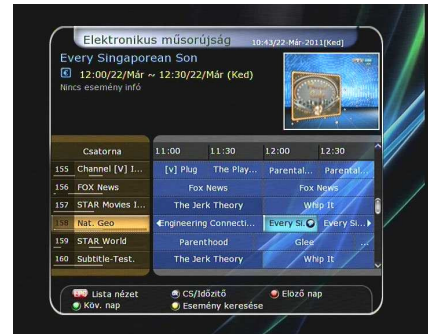 Elektronikus műsorújság 10:43/22-Már-2011[Ked]
Every Singaporean Son
12:00/22/Már ~ 12:30/22/Már (Ked)
Nincs esemény infó
Csatorna 11:00 11:30 12:00 12:30
155 Channel [V] I... [v] Plug The Play... Parental... Parental...
156 FOX News Fox News Fox News
157 STAR Movies I... The Jerk Theory Whip It
158 Nat. Geo Engineering Connecti... Every Si. Every Si...
159 STAR World Parenthood Glee ...
160 Subtitle-Test. The Jerk Theory Whip It
Lista nézet CS/Időzítő Előző nap
Köv. nap Esemény keresése